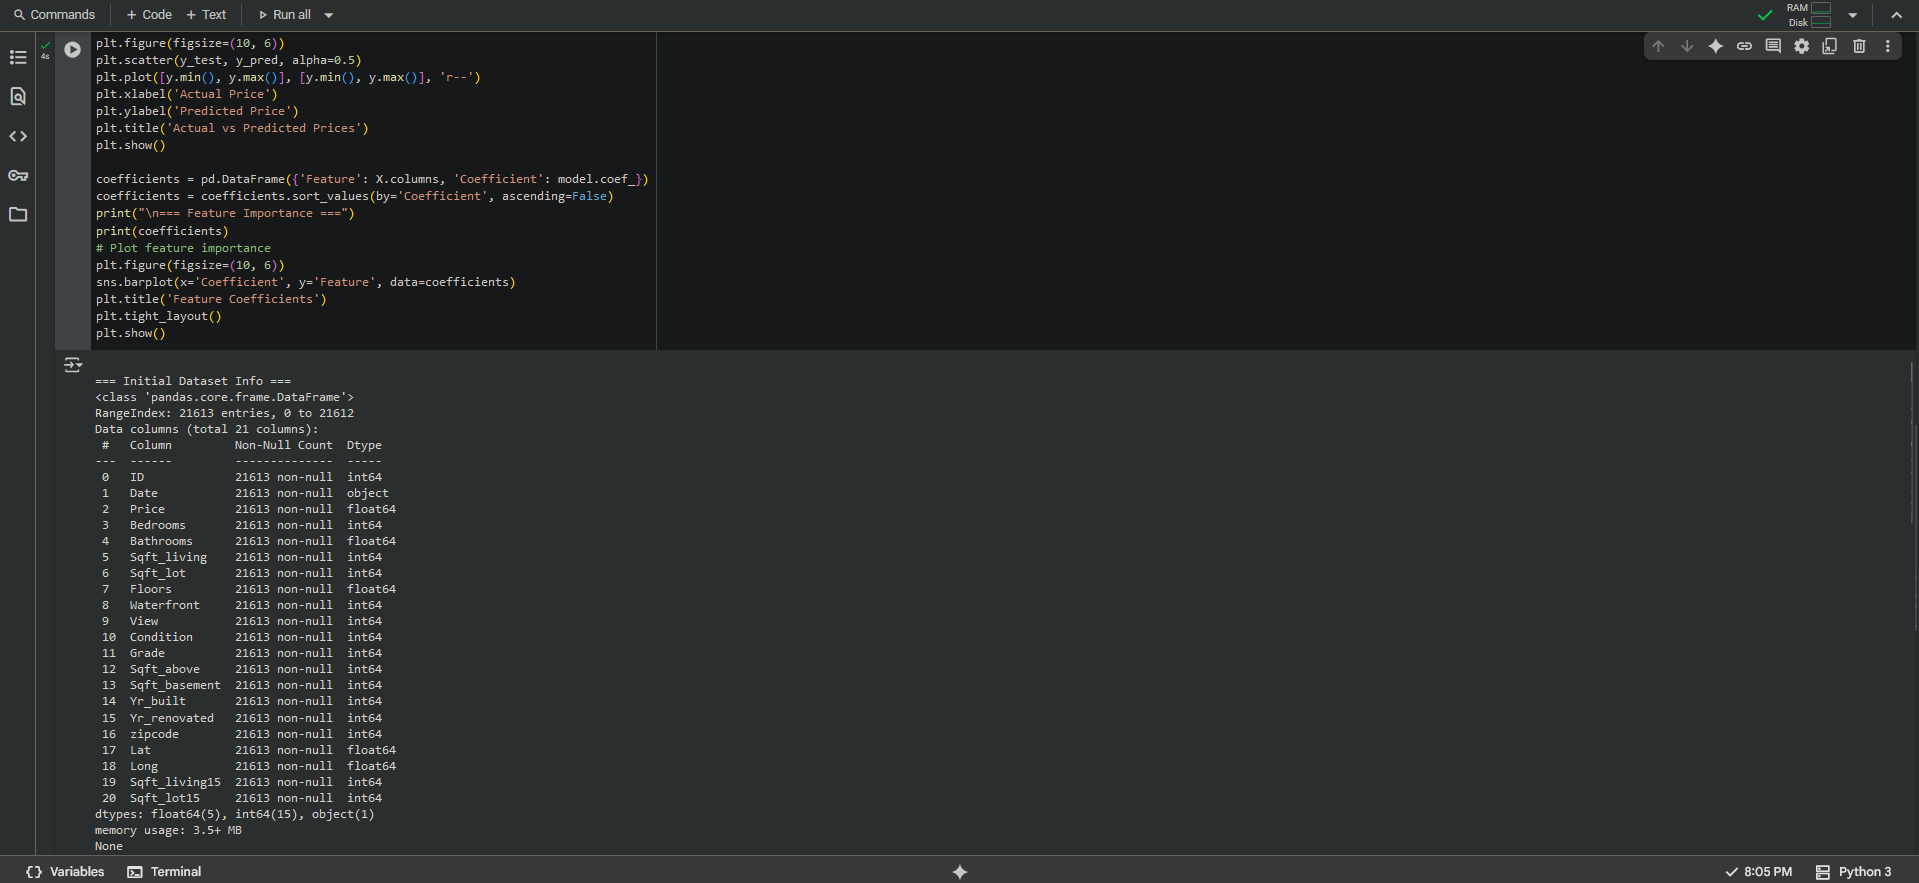 Commands + Code + Text Run all
RAM
Disk
4s
plt.figure(figsize=(10, 6))
plt.scatter(y_test, y_pred, alpha=0.5)
plt.plot([y.min(), y.max()], [y.min(), y.max()], 'r--')
plt.xlabel('Actual Price')
plt.ylabel('Predicted Price')
plt.title('Actual vs Predicted Prices')
plt.show()
coefficients = pd.DataFrame({'Feature': X.columns, 'Coefficient': model.coef_})
coefficients = coefficients.sort_values(by='Coefficient', ascending=False)
print("\n=== Feature Importance ===")
print(coefficients)
# Plot feature importance
plt.figure(figsize=(10, 6))
sns.barplot(x='Coefficient', y='Feature', data=coefficients)
plt.title('Feature Coefficients')
plt.tight_layout()
plt.show()
=== Initial Dataset Info ===
<class 'pandas.core.frame.DataFrame'>
RangeIndex: 21613 entries, 0 to 21612
Data columns (total 21 columns):
 #   Column         Non-Null Count  Dtype
---  ------         --------------  -----
 0   ID             21613 non-null  int64
 1   Date           21613 non-null  object
 2   Price          21613 non-null  float64
 3   Bedrooms       21613 non-null  int64
 4   Bathrooms      21613 non-null  float64
 5   Sqft_living    21613 non-null  int64
 6   Sqft_lot       21613 non-null  int64
 7   Floors         21613 non-null  float64
 8   Waterfront     21613 non-null  int64
 9   View           21613 non-null  int64
 10  Condition      21613 non-null  int64
 11  Grade          21613 non-null  int64
 12  Sqft_above     21613 non-null  int64
 13  Sqft_basement  21613 non-null  int64
 14  Yr_built       21613 non-null  int64
 15  Yr_renovated   21613 non-null  int64
 16  zipcode        21613 non-null  int64
 17  Lat            21613 non-null  float64
 18  Long           21613 non-null  float64
 19  Sqft_living15  21613 non-null  int64
 20  Sqft_lot15     21613 non-null  int64
dtypes: float64(5), int64(15), object(1)
memory usage: 3.5+ MB
None
Variables Terminal 8:05 PM Python 3